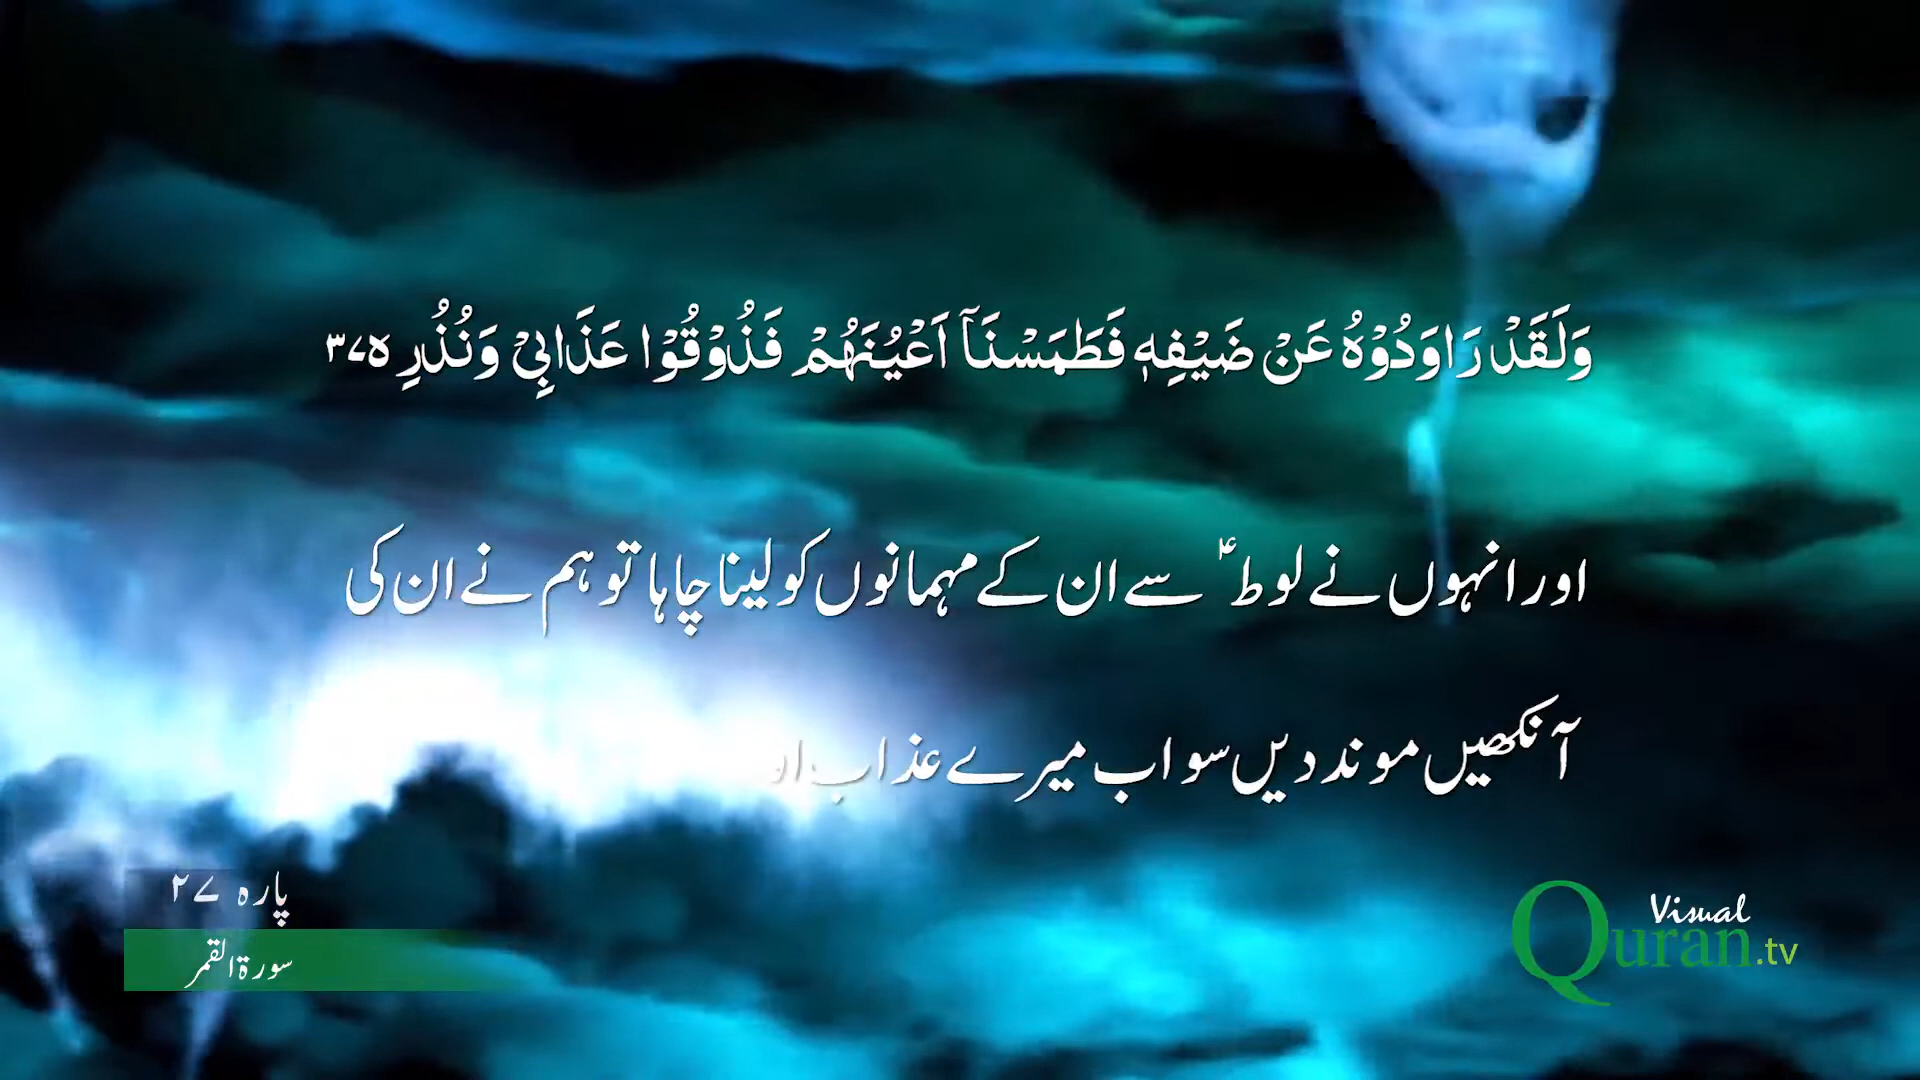 وَلَقَدْ رَاوَدُوْهُ عَنْ ضَيْفِهٖ فَطَمَسْنَآ اَعْيُنَهُمْ فَذُوْقُوْا عَذَابِيْ وَنُذُرِ ۝۳۷
اور انہوں نے لوط ؑ سے ان کے مہمانوں کو لینا چاہا تو ہم نے ان کی
آنکھیں موند دیں سو اب میرے عذاب او
پارہ ۲۷
سورۃ القمر
Visual
Quran.tv